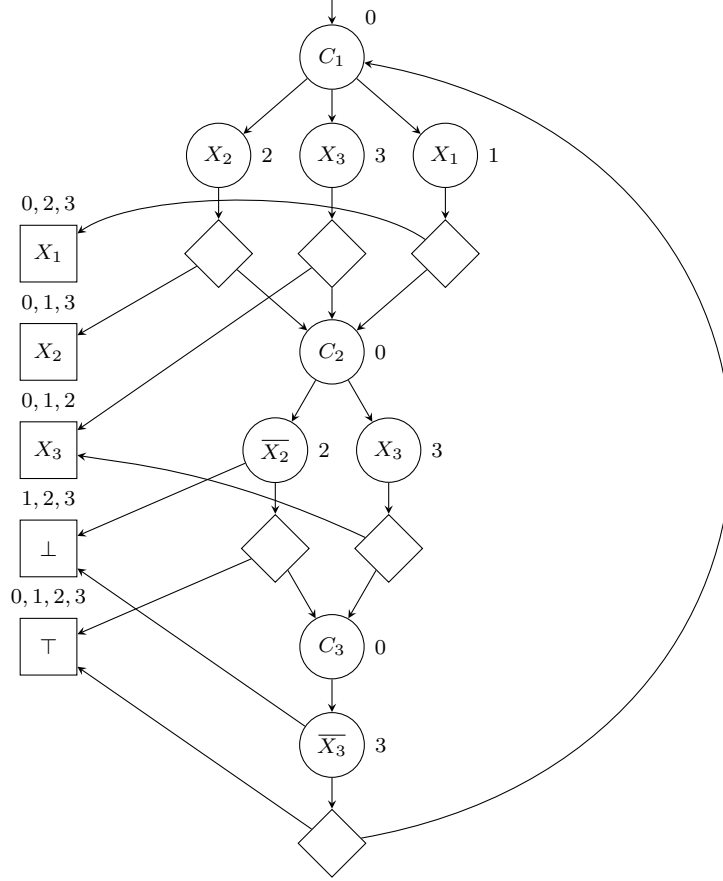 0
C₁
X₂ 2 X₃ 3 X₁ 1
0, 2, 3
X₁
0, 1, 3
X₂ C₂ 0
0, 1, 2
X₃ X̅₂ 2 X₃ 3
1, 2, 3
⊥
0, 1, 2, 3
⊤ C₃ 0
X̅₃ 3